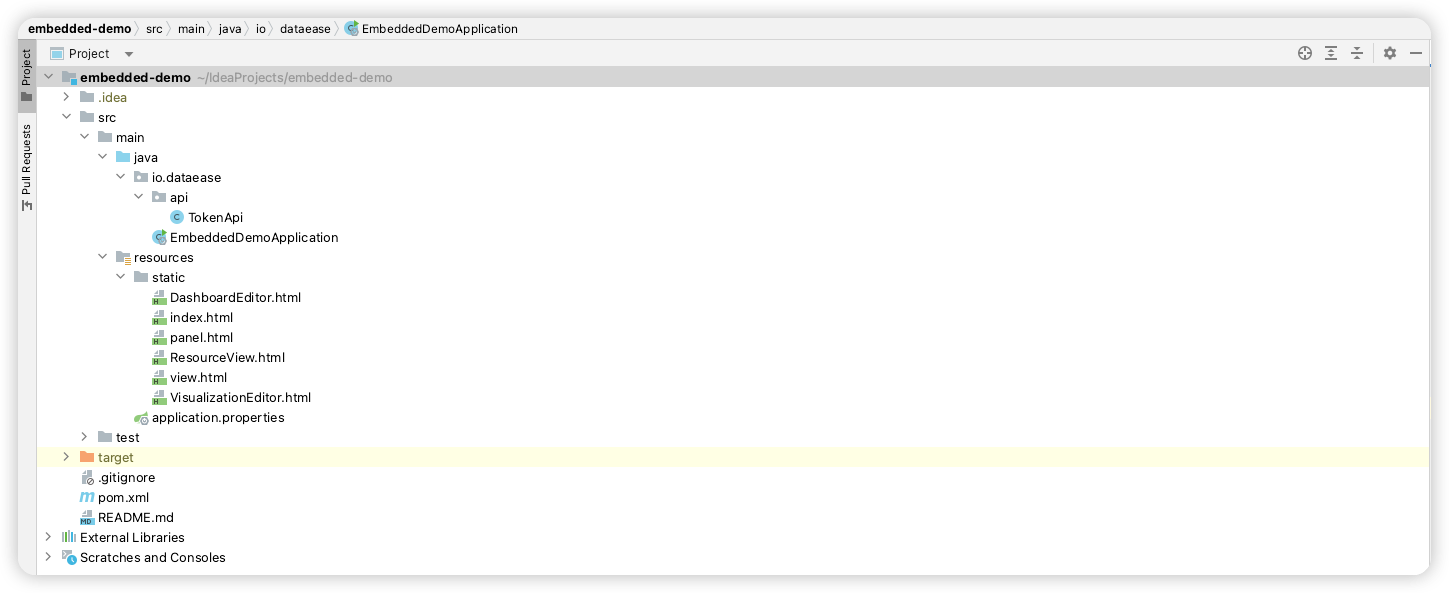 embedded-demo src main java io dataease EmbeddedDemoApplication
Project
Pull Requests
Project
embedded-demo ~/IdeaProjects/embedded-demo
.idea
src
main
java
io.dataease
api
TokenApi
EmbeddedDemoApplication
resources
static
DashboardEditor.html
index.html
panel.html
ResourceView.html
view.html
VisualizationEditor.html
application.properties
test
target
.gitignore
pom.xml
README.md
External Libraries
Scratches and Consoles